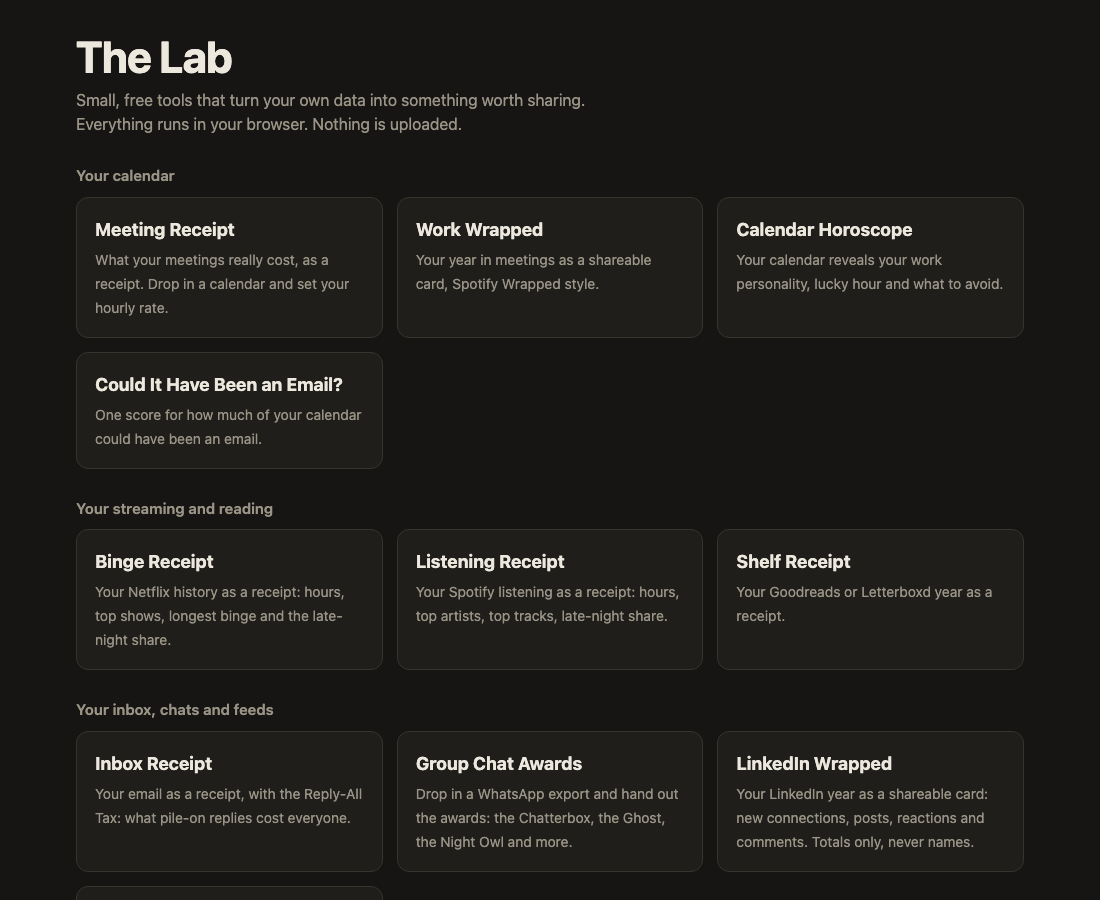 The Lab
Small, free tools that turn your own data into something worth sharing.
Everything runs in your browser. Nothing is uploaded.
Your calendar
Meeting Receipt
What your meetings really cost, as a
receipt. Drop in a calendar and set your
hourly rate.
Work Wrapped
Your year in meetings as a shareable
card, Spotify Wrapped style.
Calendar Horoscope
Your calendar reveals your work
personality, lucky hour and what to avoid.
Could It Have Been an Email?
One score for how much of your calendar
could have been an email.
Your streaming and reading
Binge Receipt
Your Netflix history as a receipt: hours,
top shows, longest binge and the late-
night share.
Listening Receipt
Your Spotify listening as a receipt: hours,
top artists, top tracks, late-night share.
Shelf Receipt
Your Goodreads or Letterboxd year as a
receipt.
Your inbox, chats and feeds
Inbox Receipt
Your email as a receipt, with the Reply-All
Tax: what pile-on replies cost everyone.
Group Chat Awards
Drop in a WhatsApp export and hand out
the awards: the Chatterbox, the Ghost,
the Night Owl and more.
LinkedIn Wrapped
Your LinkedIn year as a shareable card:
new connections, posts, reactions and
comments. Totals only, never names.